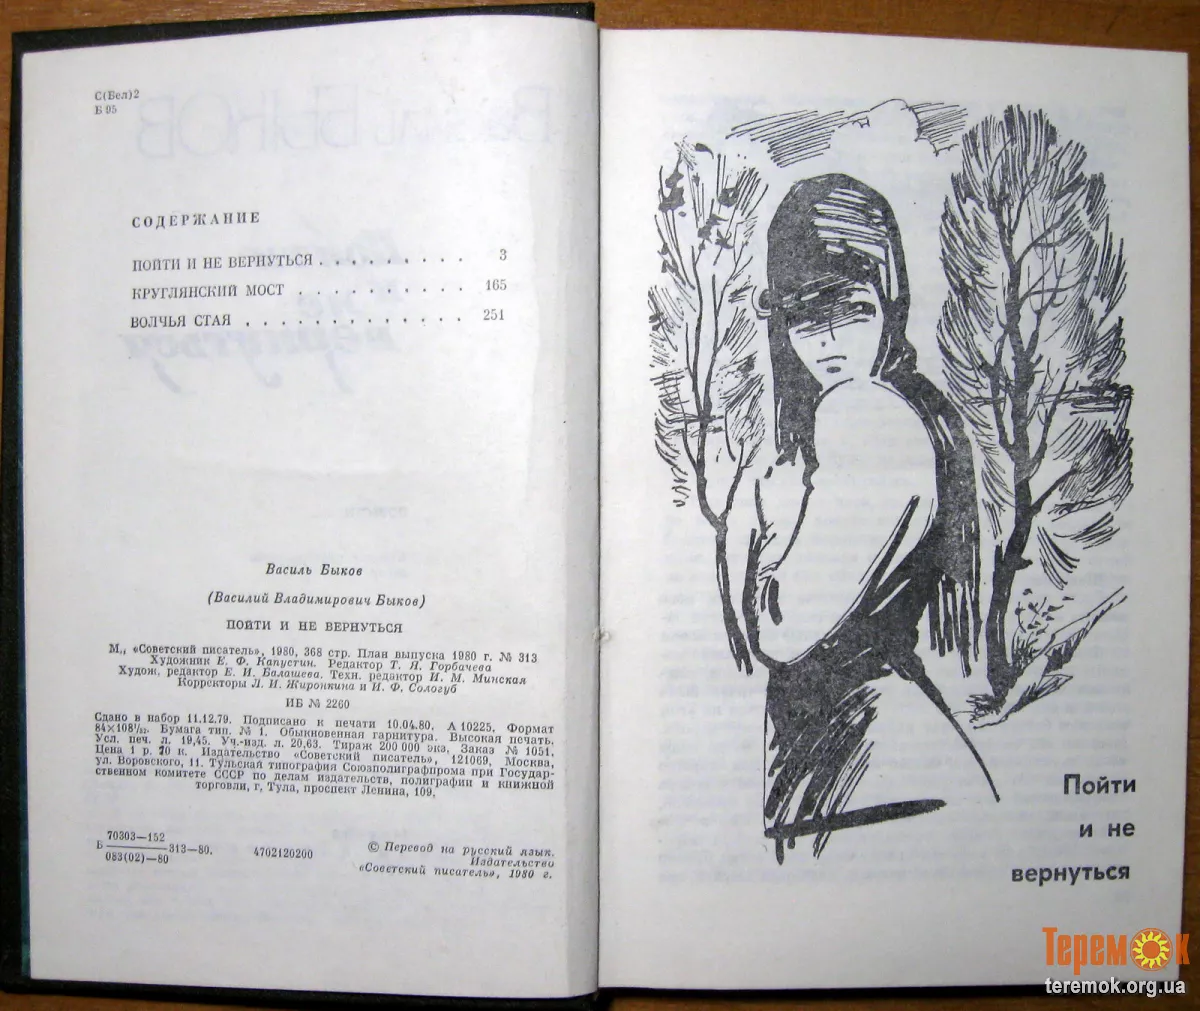 С(Бел)2
Б 95
СОДЕРЖАНИЕ
ПОЙТИ И НЕ ВЕРНУТЬСЯ . . . . . . . . . 3
КРУГЛЯНСКИЙ МОСТ . . . . . . . . . . 165
ВОЛЧЬЯ СТАЯ . . . . . . . . . . . . . 251
Василь Быков
(Василий Владимирович Быков)
ПОЙТИ И НЕ ВЕРНУТЬСЯ
М., «Советский писатель», 1980, 368 стр. План выпуска 1980 г. № 313
Художник Е. Ф. Капустин. Редактор Т. Я. Горбачева
Худож. редактор Е. И. Балашева. Техн. редактор И. М. Минская
Корректоры Л. И. Жиронкина и И. Ф. Сологуб
ИБ № 2260
Сдано в набор 11.12.79. Подписано к печати 10.04.80. А 10225. Формат
84×108¹/₃₂. Бумага тип. № 1. Обыкновенная гарнитура. Высокая печать.
Усл. печ. л. 19,45. Уч.-изд. л. 20,63. Тираж 200 000 экз. Заказ № 1051.
Цена 1 р. 70 к. Издательство «Советский писатель», 121069, Москва,
ул. Воровского, 11. Тульская типография Союзполиграфпрома при Государ-
ственном комитете СССР по делам издательств, полиграфии и книжной
торговли, г. Тула, проспект Ленина, 109.
70303—152
Б ———— 313—80. 4702120200
083(02)—80
© Перевод на русский язык.
Издательство
«Советский писатель», 1980 г.
Пойти
и не
вернуться
Теремок
teremok.org.ua